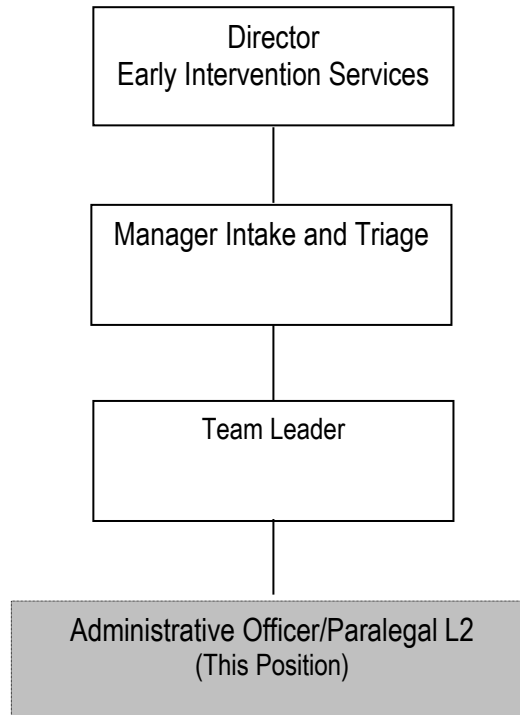 Director
Early Intervention Services
Manager Intake and Triage
Team Leader
Administrative Officer/Paralegal L2
(This Position)